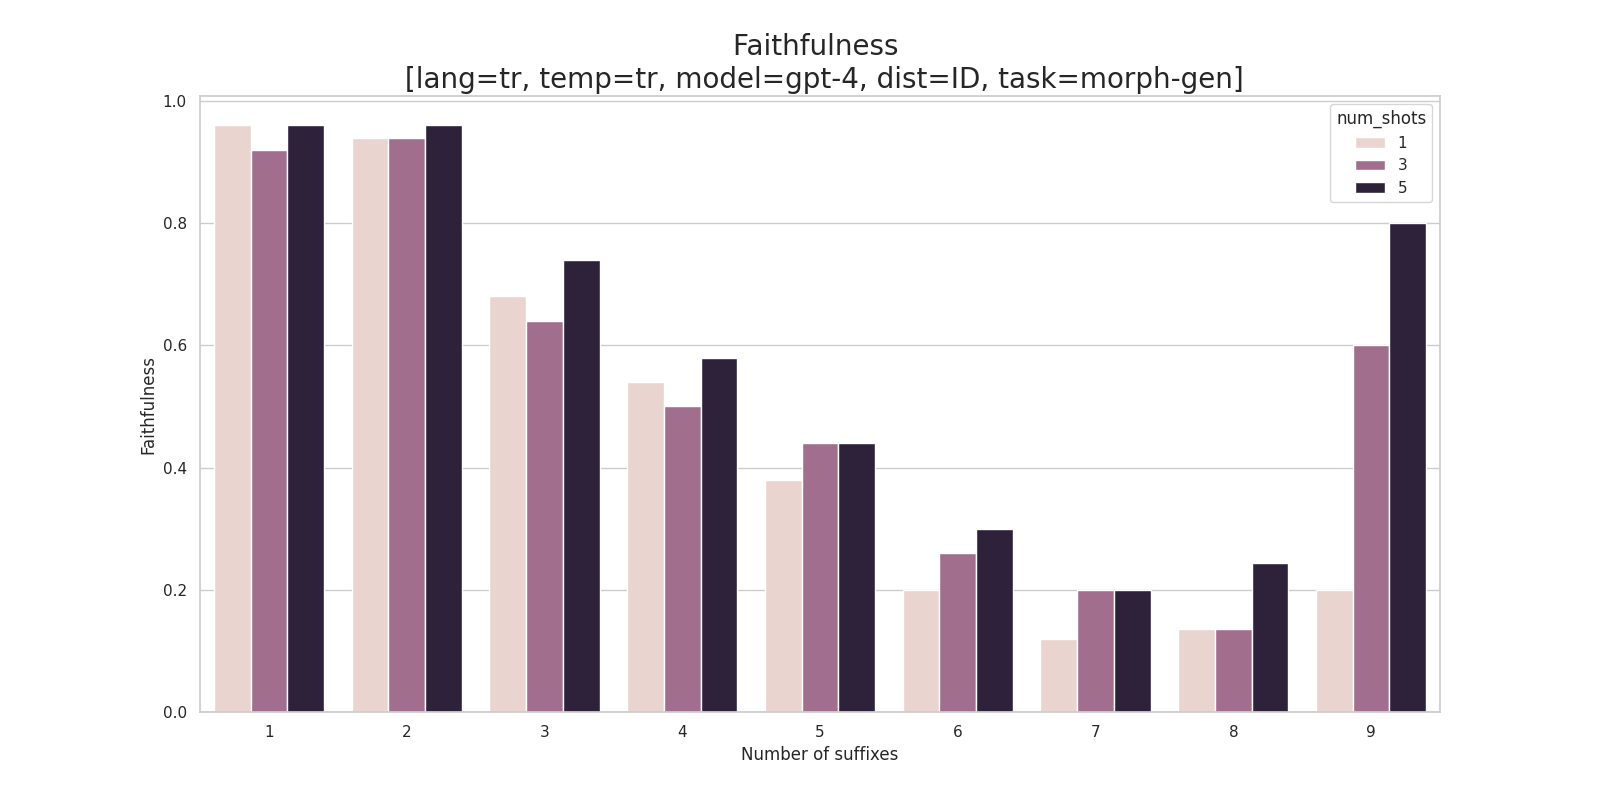 Faithfulness
[lang=tr, temp=tr, model=gpt-4, dist=ID, task=morph-gen]
num_shots
1
3
5
Faithfulness
1.0
0.8
0.6
0.4
0.2
0.0
1 2 3 4 5 6 7 8 9
Number of suffixes